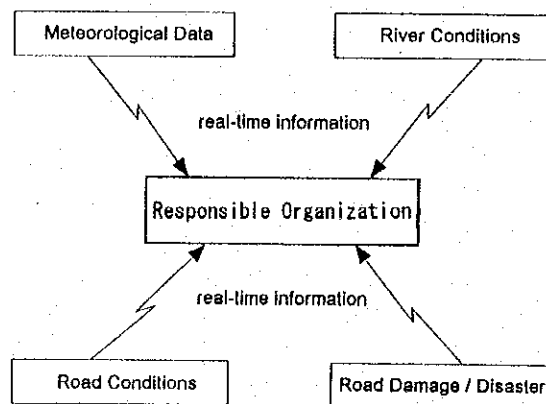 Meteorological Data
River Conditions
real-time information
Responsible Organization
real-time information
Road Conditions
Road Damage / Disaster